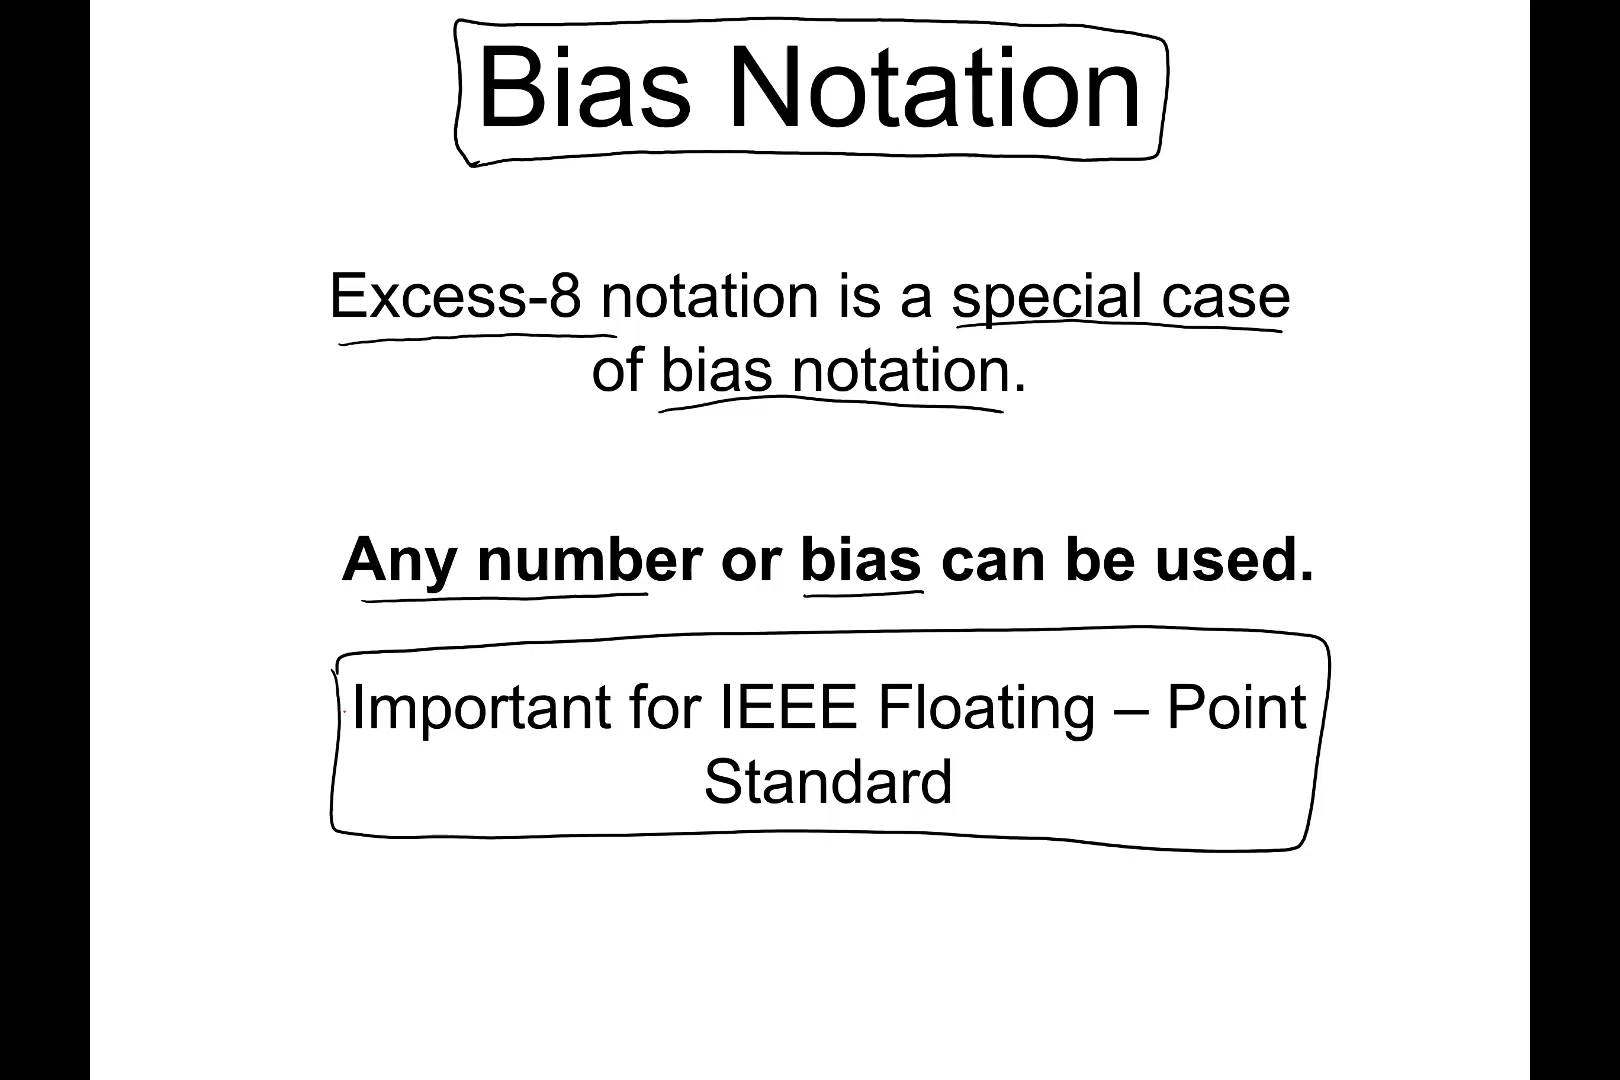 Bias Notation
Excess-8 notation is a special case
of bias notation.
Any number or bias can be used.
Important for IEEE Floating – Point
Standard